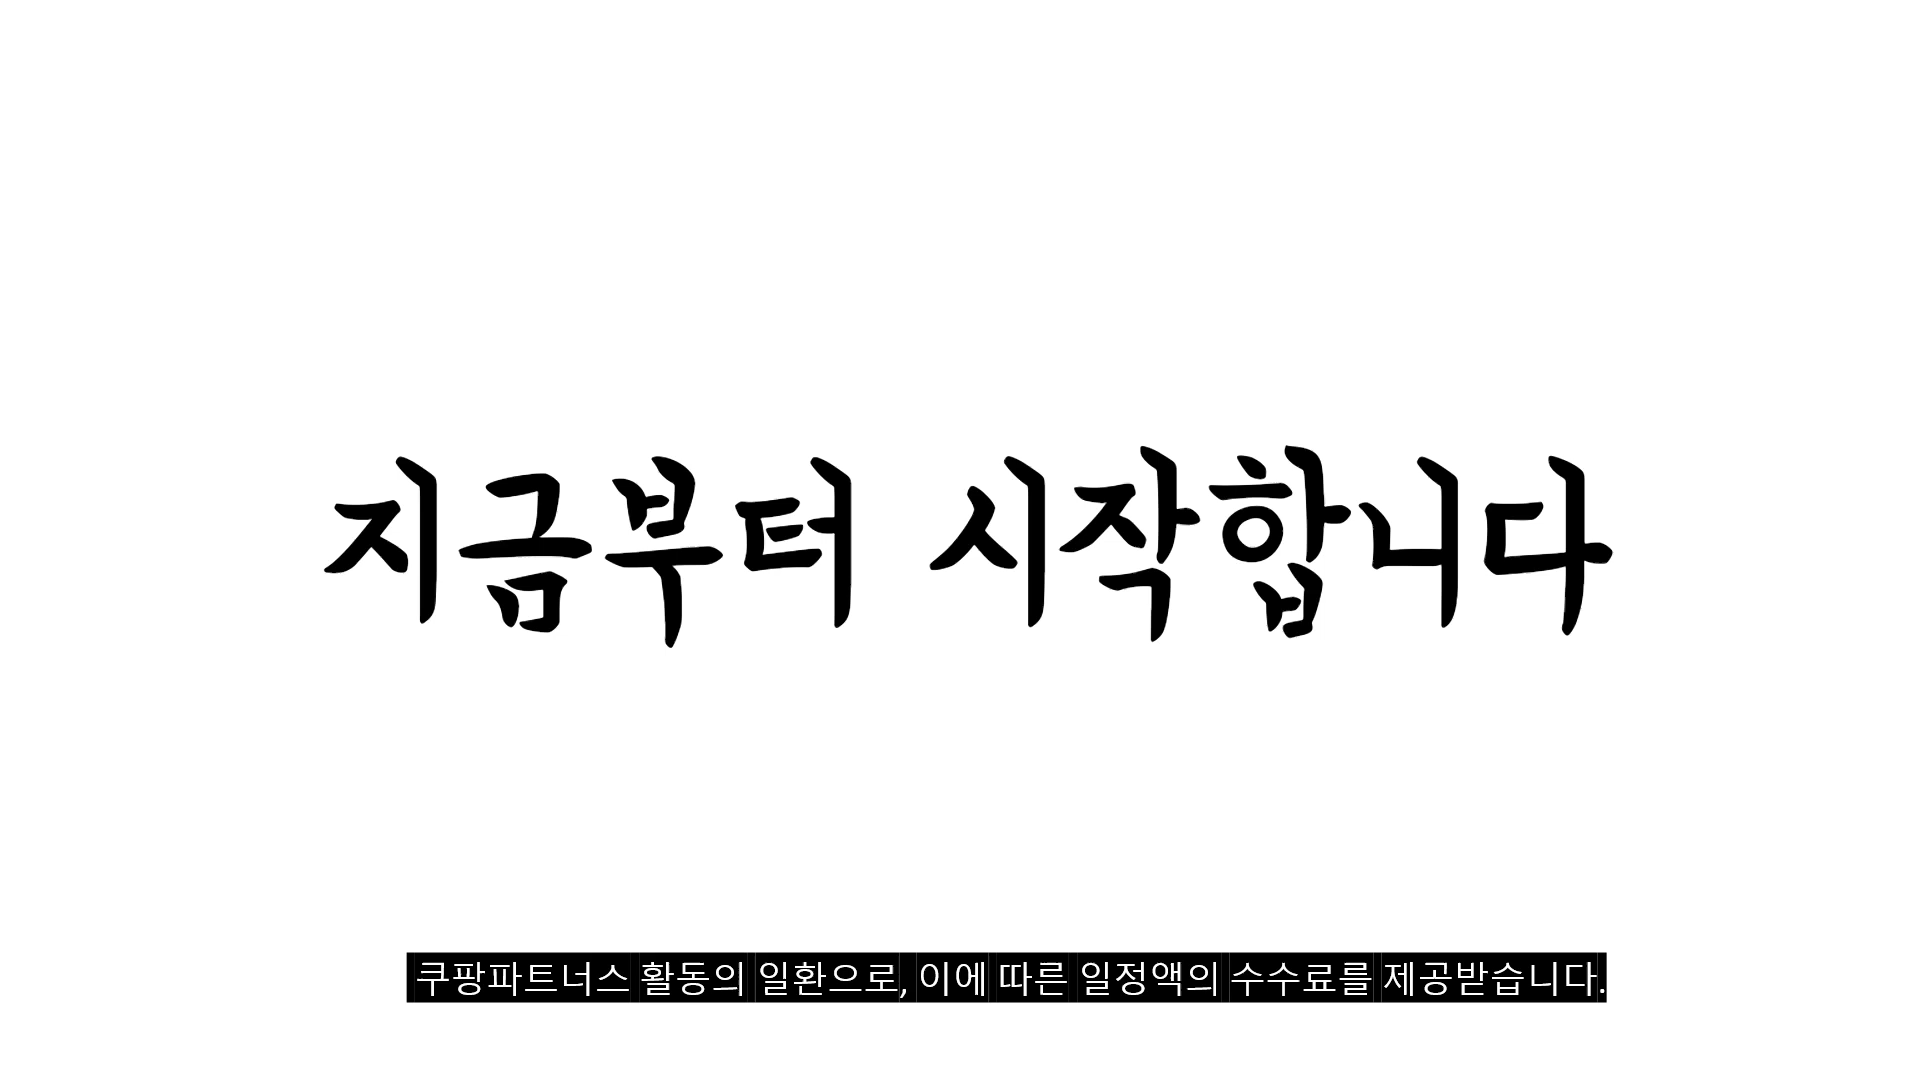 지금부터 시작합니다
쿠팡파트너스 활동의 일환으로, 이에 따른 일정액의 수수료를 제공받습니다.